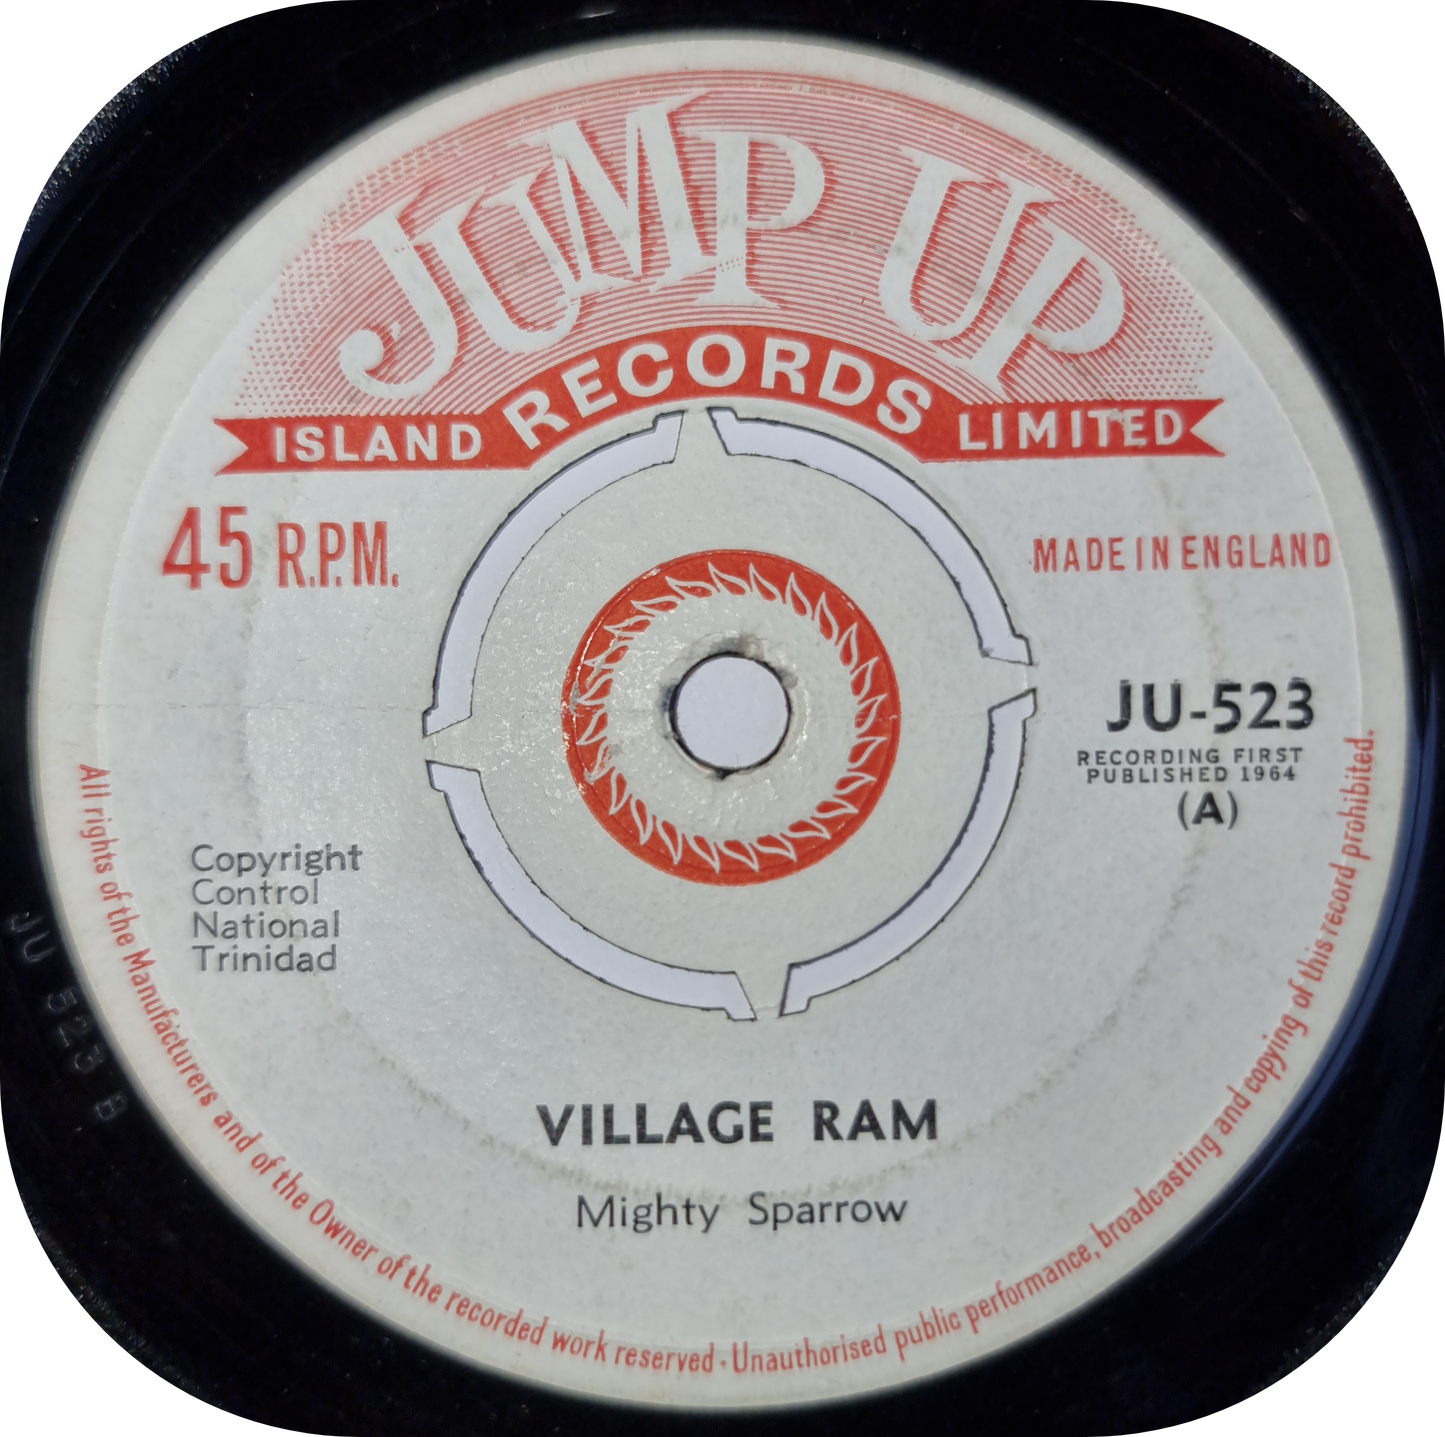 JUMP UP
ISLAND RECORDS LIMITED
45 R.P.M.
MADE IN ENGLAND
JU-523
RECORDING FIRST
PUBLISHED 1964
(A)
Copyright
Control
National
Trinidad
JU 523 B
VILLAGE RAM
Mighty Sparrow
All rights of the Manufacturers and of the Owner of the recorded work reserved · Unauthorised public performance, broadcasting and copying of this record prohibited.